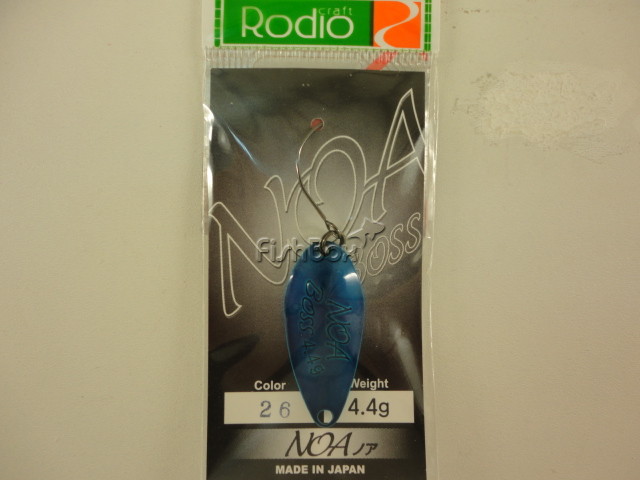 craft
Rodio
NOA
BOSS
FishBox
NOA
BOSS 4.4g
Color Weight
26 4.4g
NOA ノア
MADE IN JAPAN